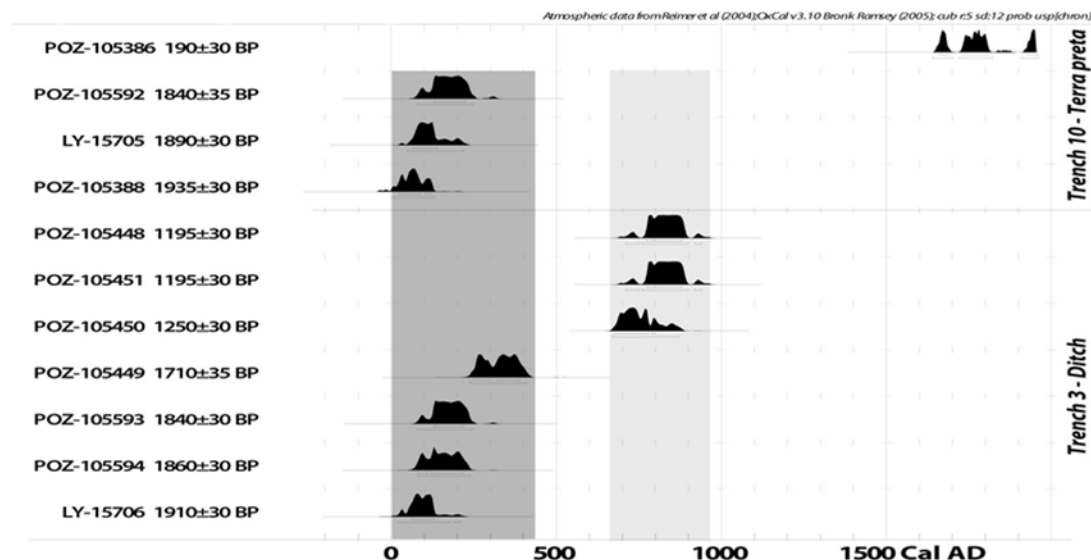 Atmospheric data from Reimer et al (2004);OxCal v3.10 Bronk Ramsey (2005); cub r:5 sd:12 prob usp[chron]
POZ-105386 190±30 BP
POZ-105592 1840±35 BP
LY-15705 1890±30 BP
POZ-105388 1935±30 BP
Trench 10 - Terra preta
POZ-105448 1195±30 BP
POZ-105451 1195±30 BP
POZ-105450 1250±30 BP
POZ-105449 1710±35 BP
POZ-105593 1840±30 BP
POZ-105594 1860±30 BP
LY-15706 1910±30 BP
Trench 3 - Ditch
0 500 1000 1500 Cal AD